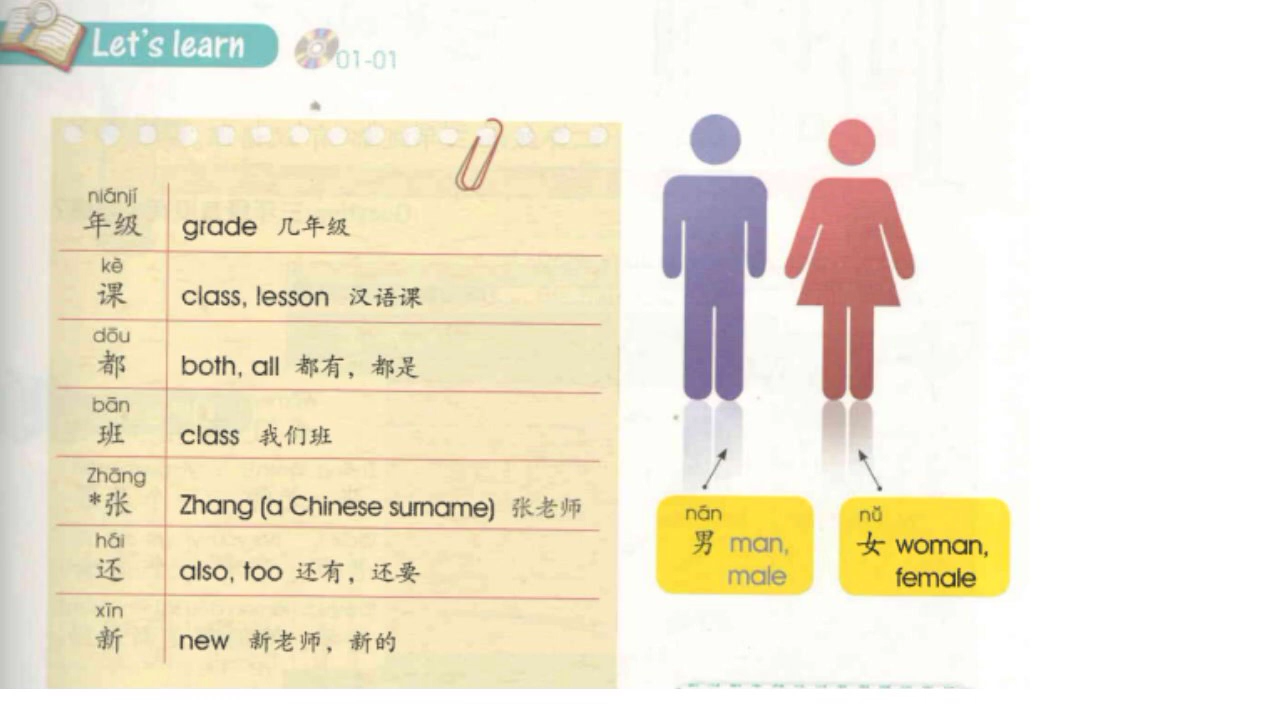 Let's learn
01-01
niánjí
年级 grade 几年级
kè
课 class, lesson 汉语课
dōu
都 both, all 都有，都是
bān
班 class 我们班
Zhāng
*张 Zhang (a Chinese surname) 张老师
hái
还 also, too 还有，还要
xīn
新 new 新老师，新的
nán
男 man,
male
nǚ
女 woman,
female